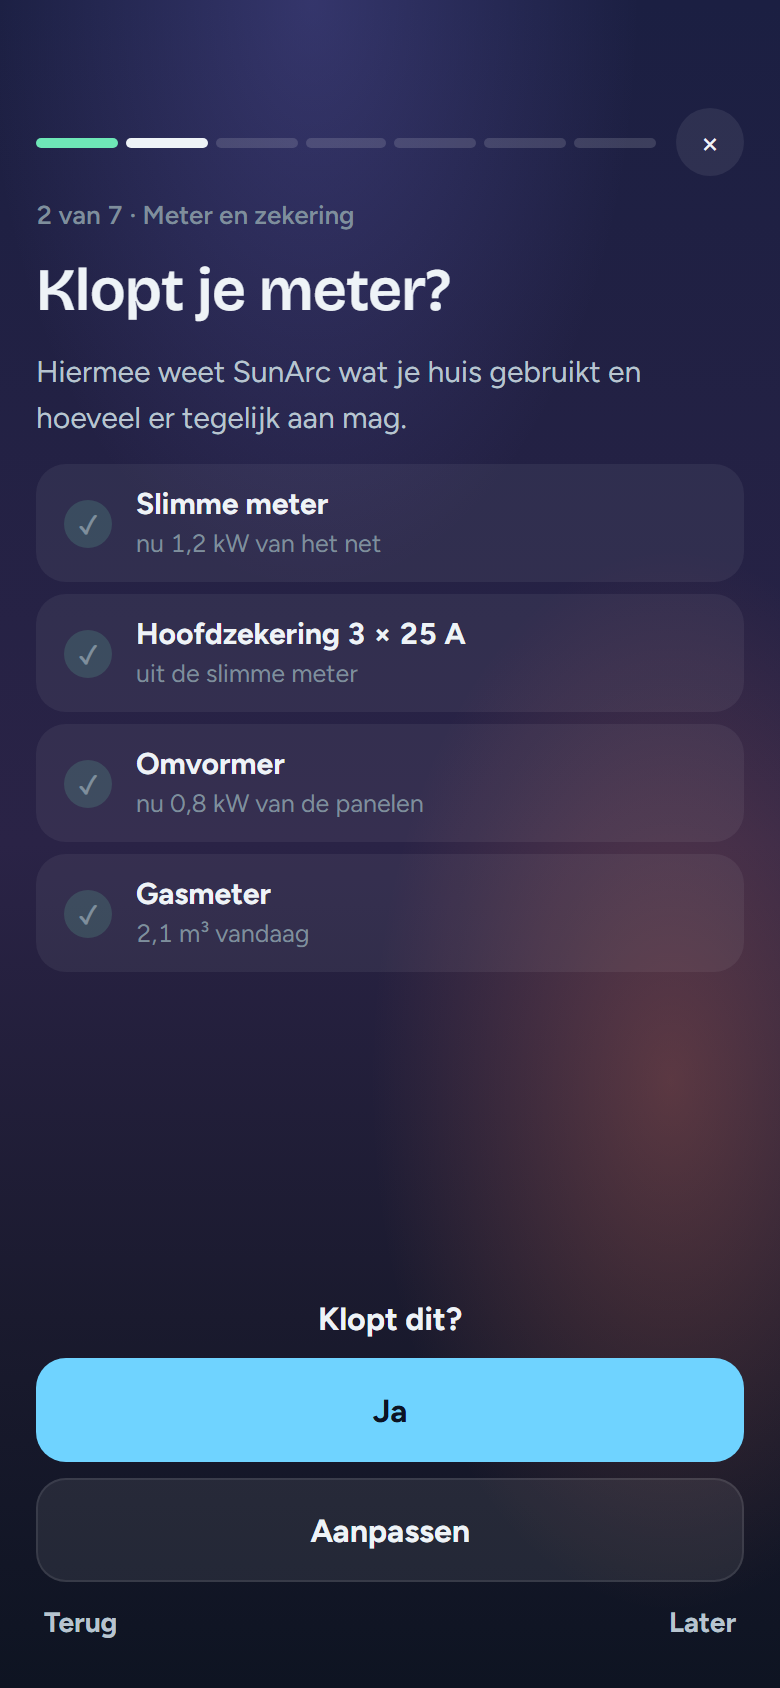 2 van 7 · Meter en zekering
Klopt je meter?
Hiermee weet SunArc wat je huis gebruikt en
hoeveel er tegelijk aan mag.
Slimme meter
nu 1,2 kW van het net
Hoofdzekering 3 × 25 A
uit de slimme meter
Omvormer
nu 0,8 kW van de panelen
Gasmeter
2,1 m³ vandaag
Klopt dit?
Ja
Aanpassen
Terug
Later